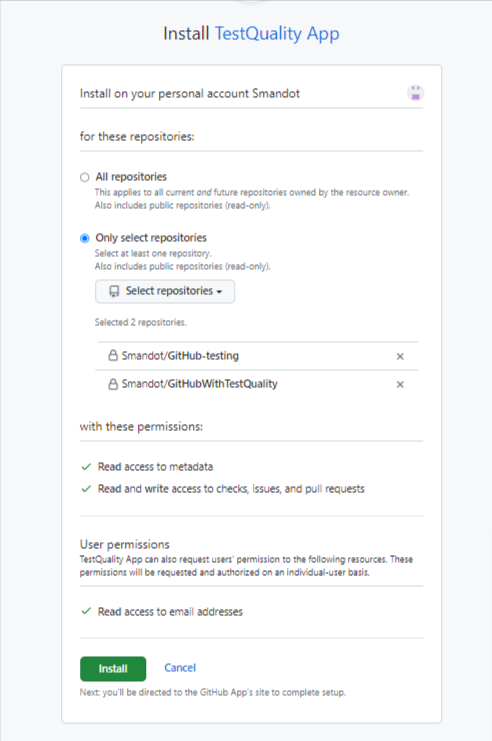 Install TestQuality App
Install on your personal account Smandot
for these repositories:
All repositories
This applies to all current and future repositories owned by the resource owner.
Also includes public repositories (read-only).
Only select repositories
Select at least one repository.
Also includes public repositories (read-only).
Select repositories
Selected 2 repositories.
Smandot/GitHub-testing
Smandot/GitHubWithTestQuality
with these permissions:
Read access to metadata
Read and write access to checks, issues, and pull requests
User permissions
TestQuality App can also request users' permission to the following resources. These
permissions will be requested and authorized on an individual-user basis.
Read access to email addresses
Install Cancel
Next: you'll be directed to the GitHub App's site to complete setup.